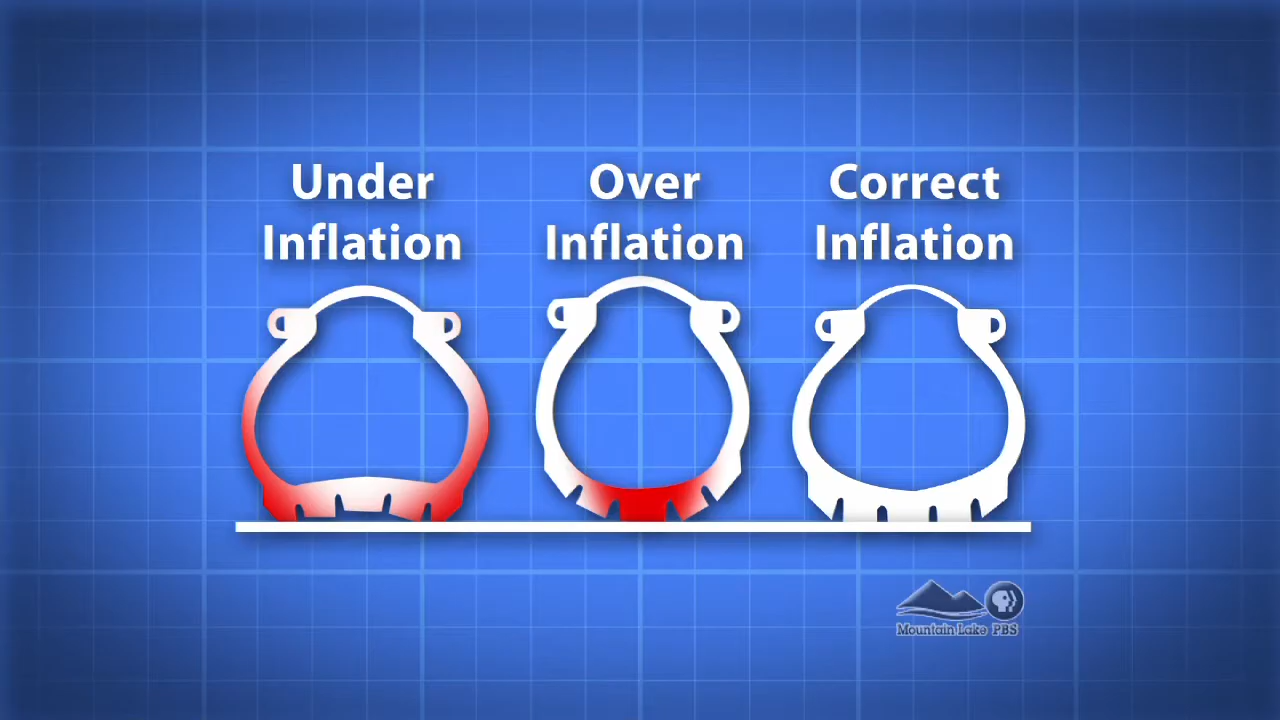 Under
Inflation
Over
Inflation
Correct
Inflation
Mountain Lake PBS